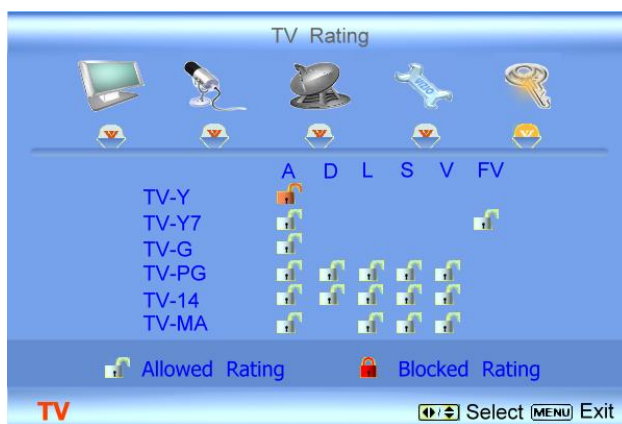 TV Rating
VIZIO
A D L S V FV
TV-Y
TV-Y7
TV-G
TV-PG
TV-14
TV-MA
Allowed Rating
Blocked Rating
TV
Select MENU Exit